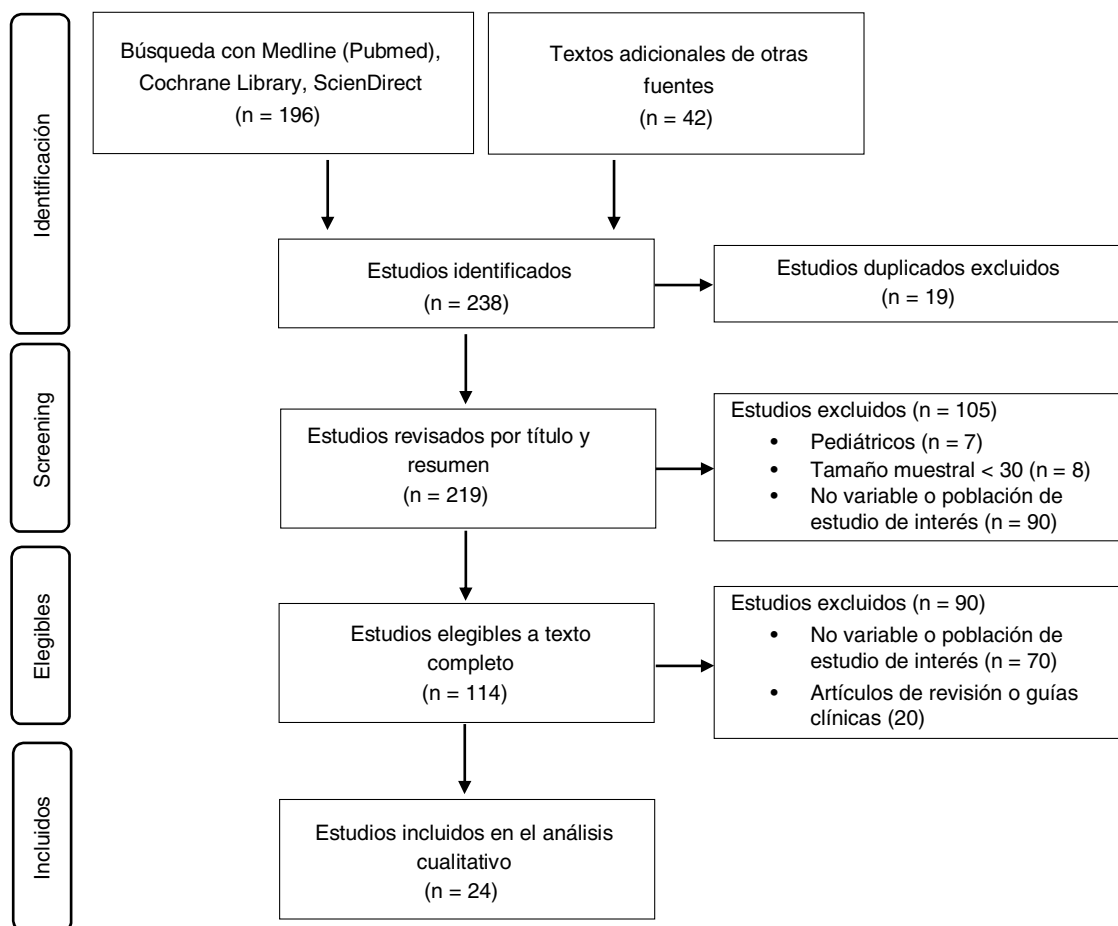 Identificación
Búsqueda con Medline (Pubmed),
Cochrane Library, ScienDirect
(n = 196)
Textos adicionales de otras
fuentes
(n = 42)
Estudios identificados
(n = 238)
Estudios duplicados excluidos
(n = 19)
Screening
Estudios revisados por título y
resumen
(n = 219)
Estudios excluidos (n = 105)
• Pediátricos (n = 7)
• Tamaño muestral < 30 (n = 8)
• No variable o población de
estudio de interés (n = 90)
Elegibles
Estudios elegibles a texto
completo
(n = 114)
Estudios excluidos (n = 90)
• No variable o población de
estudio de interés (n = 70)
• Artículos de revisión o guías
clínicas (20)
Incluidos
Estudios incluidos en el análisis
cualitativo
(n = 24)